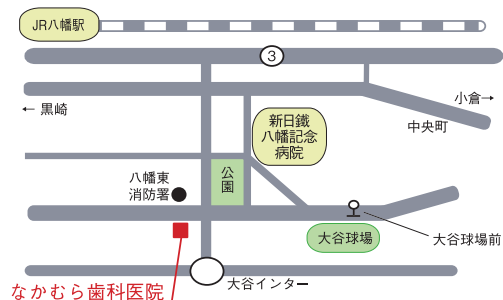 JR八幡駅
3
小倉→
← 黒崎
中央町
新日鐵
八幡記念
病院
公
園
八幡東
消防署
大谷球場
大谷球場前
大谷インター
なかむら歯科医院